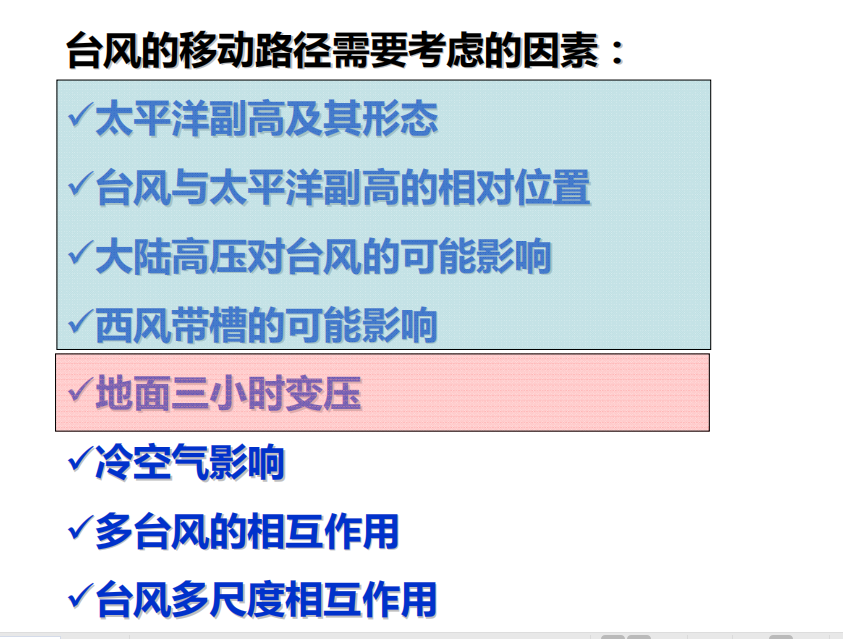 台风的移动路径需要考虑的因素：
✓太平洋副高及其形态
✓台风与太平洋副高的相对位置
✓大陆高压对台风的可能影响
✓西风带槽的可能影响
✓地面三小时变压
✓冷空气影响
✓多台风的相互作用
✓台风多尺度相互作用